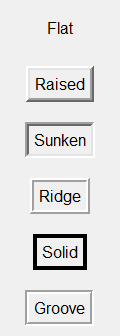 Flat
Raised
Sunken
Ridge
Solid
Groove